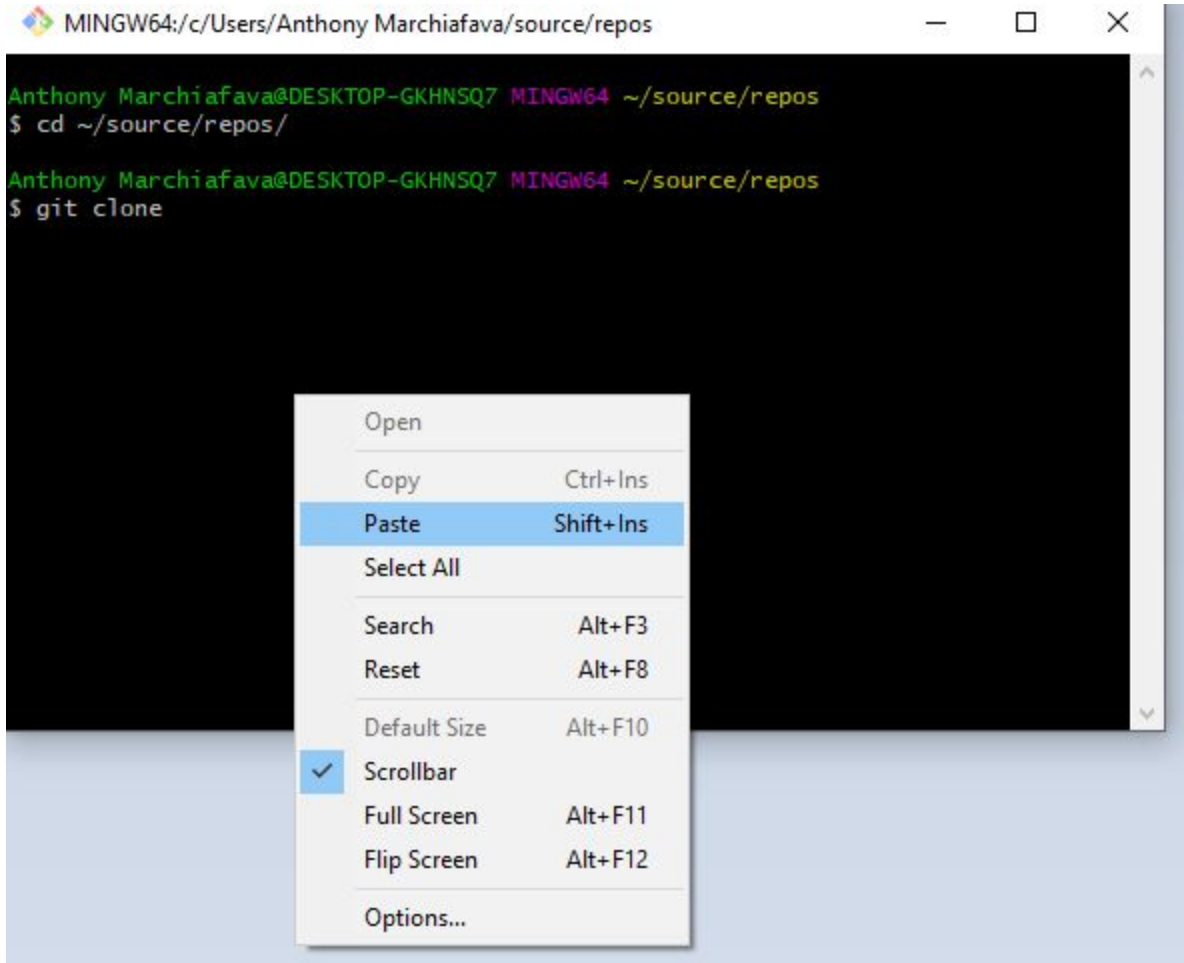 MINGW64:/c/Users/Anthony Marchiafava/source/repos
Anthony Marchiafava@DESKTOP-GKHNSQ7 MINGW64 ~/source/repos
$ cd ~/source/repos/
Anthony Marchiafava@DESKTOP-GKHNSQ7 MINGW64 ~/source/repos
$ git clone
Open
Copy Ctrl+Ins
Paste Shift+Ins
Select All
Search Alt+F3
Reset Alt+F8
Default Size Alt+F10
Scrollbar
Full Screen Alt+F11
Flip Screen Alt+F12
Options...